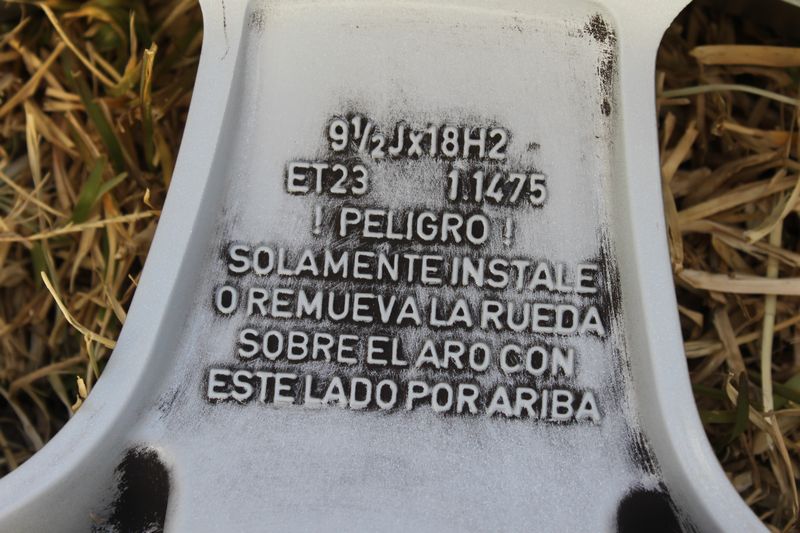 9½Jx18H2
ET23 1.1475
! PELIGRO !
SOLAMENTE INSTALE
O REMUEVA LA RUEDA
SOBRE EL ARO CON
ESTE LADO POR ARIBA